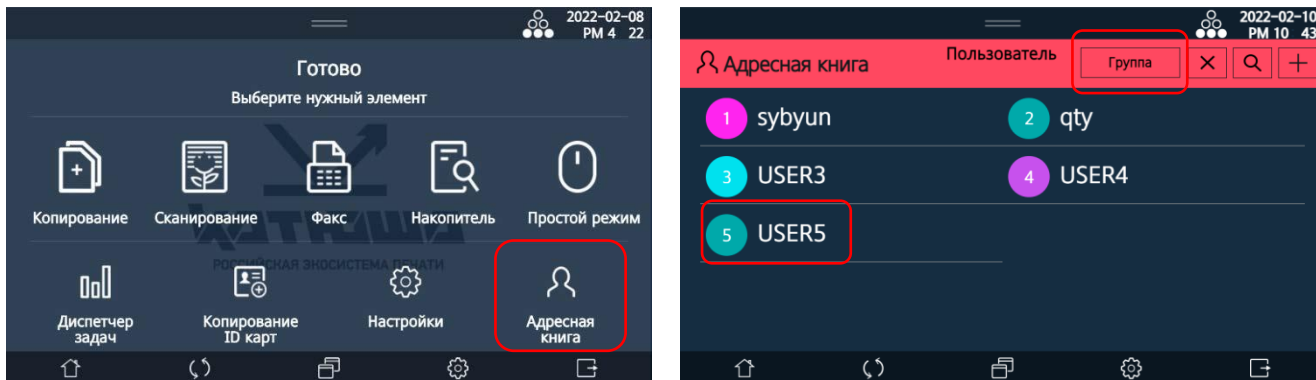 2022-02-08
PM 4 22
Готово
Выберите нужный элемент
Копирование Сканирование Факс Накопитель Простой режим
КАТЮША
РОССИЙСКАЯ ЭКОСИСТЕМА ПЕЧАТИ
Диспетчер задач
Копирование ID карт
Настройки
Адресная книга
2022-02-10
PM 10 43
Адресная книга Пользователь Группа
1 sybyun 2 qty
3 USER3 4 USER4
5 USER5